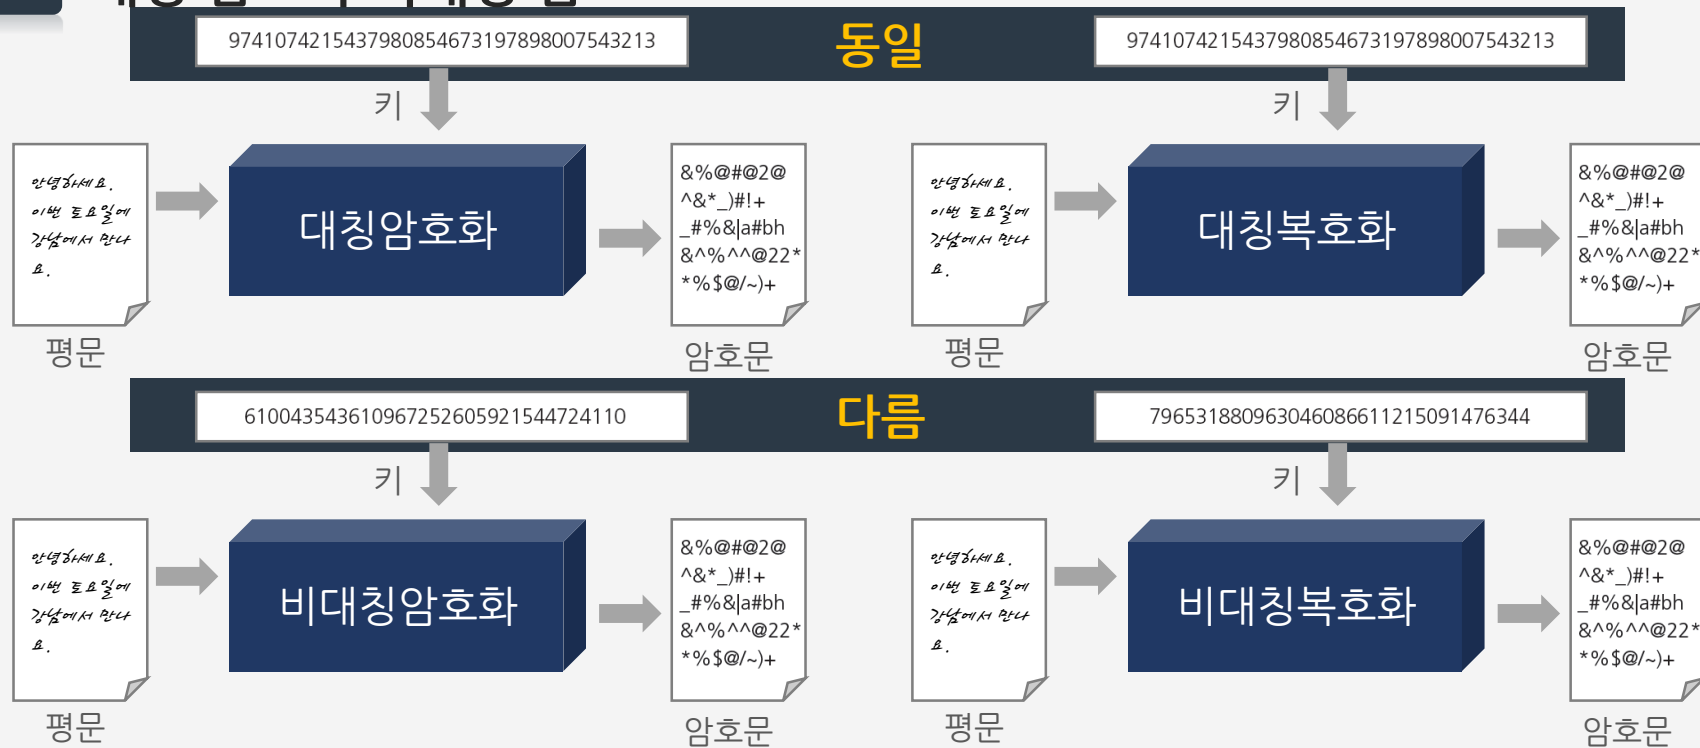 9741074215437980854673197898007543213
동일
9741074215437980854673197898007543213
키
키
안녕하세요.
이번 토요일에
강남에서 만나
요.
대칭암호화
&%@#@2@
^&*_)#!+
_#%&|a#bh
&^%^^@22*
*%$@/~)+
안녕하세요.
이번 토요일에
강남에서 만나
요.
대칭복호화
&%@#@2@
^&*_)#!+
_#%&|a#bh
&^%^^@22*
*%$@/~)+
평문
암호문
평문
암호문
610043543610967252605921544724110
다름
796531880963046086611215091476344
키
키
안녕하세요.
이번 토요일에
강남에서 만나
요.
비대칭암호화
&%@#@2@
^&*_)#!+
_#%&|a#bh
&^%^^@22*
*%$@/~)+
안녕하세요.
이번 토요일에
강남에서 만나
요.
비대칭복호화
&%@#@2@
^&*_)#!+
_#%&|a#bh
&^%^^@22*
*%$@/~)+
평문
암호문
평문
암호문